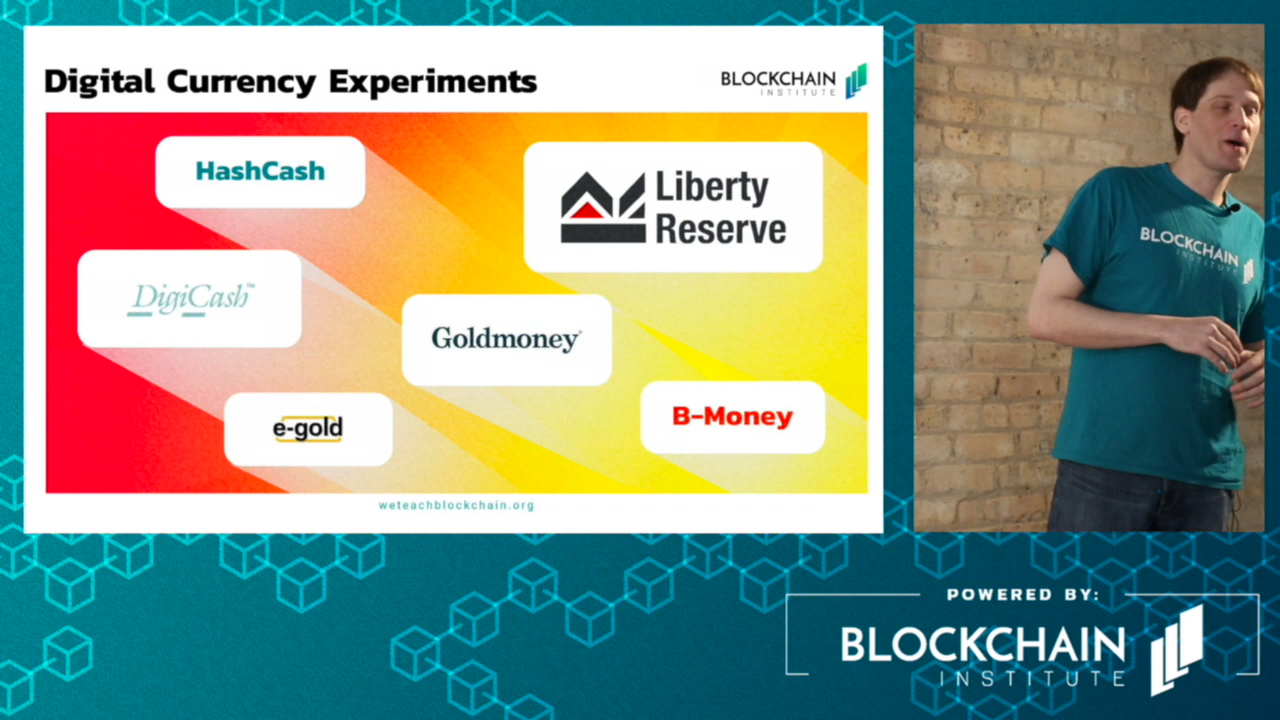 Digital Currency Experiments
BLOCKCHAIN
INSTITUTE
HashCash
Liberty
Reserve
DigiCash™
Goldmoney
e-gold
B-Money
weteachblockchain.org
BLOCKCHAIN
INSTITUTE
POWERED BY:
BLOCKCHAIN
INSTITUTE